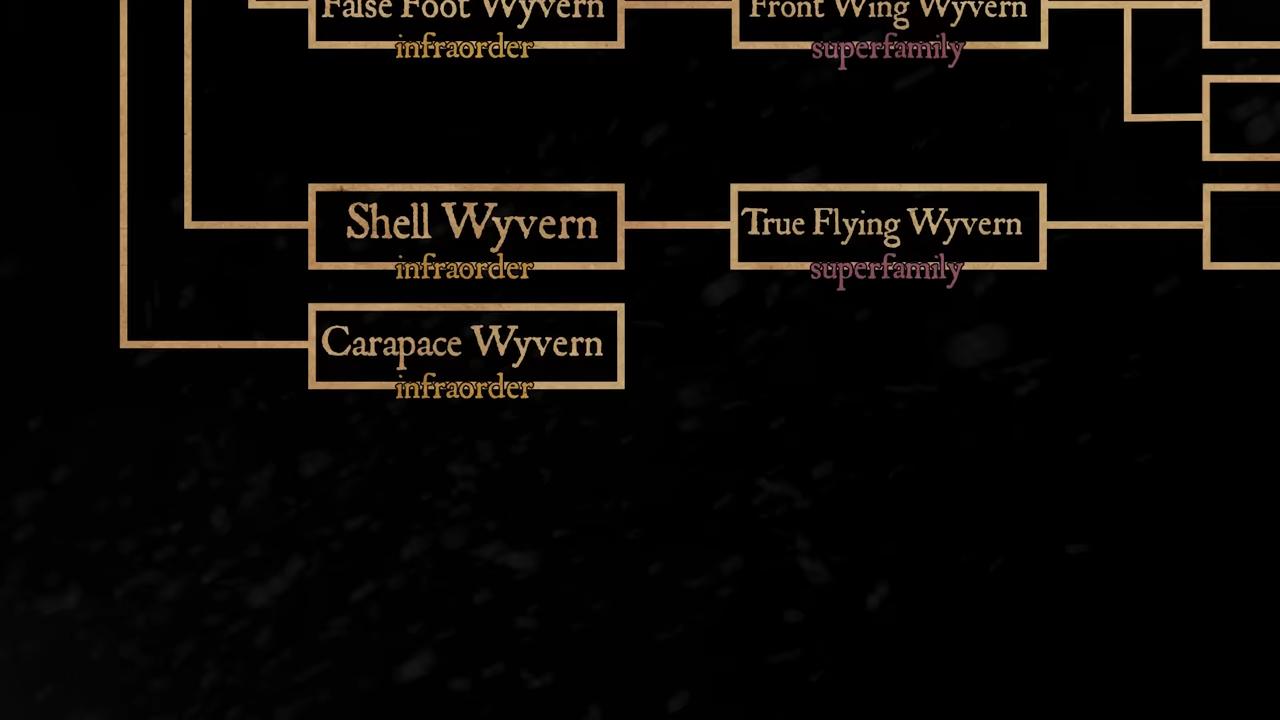 False Foot Wyvern
infraorder
Front Wing Wyvern
superfamily
Shell Wyvern
infraorder
True Flying Wyvern
superfamily
Carapace Wyvern
infraorder